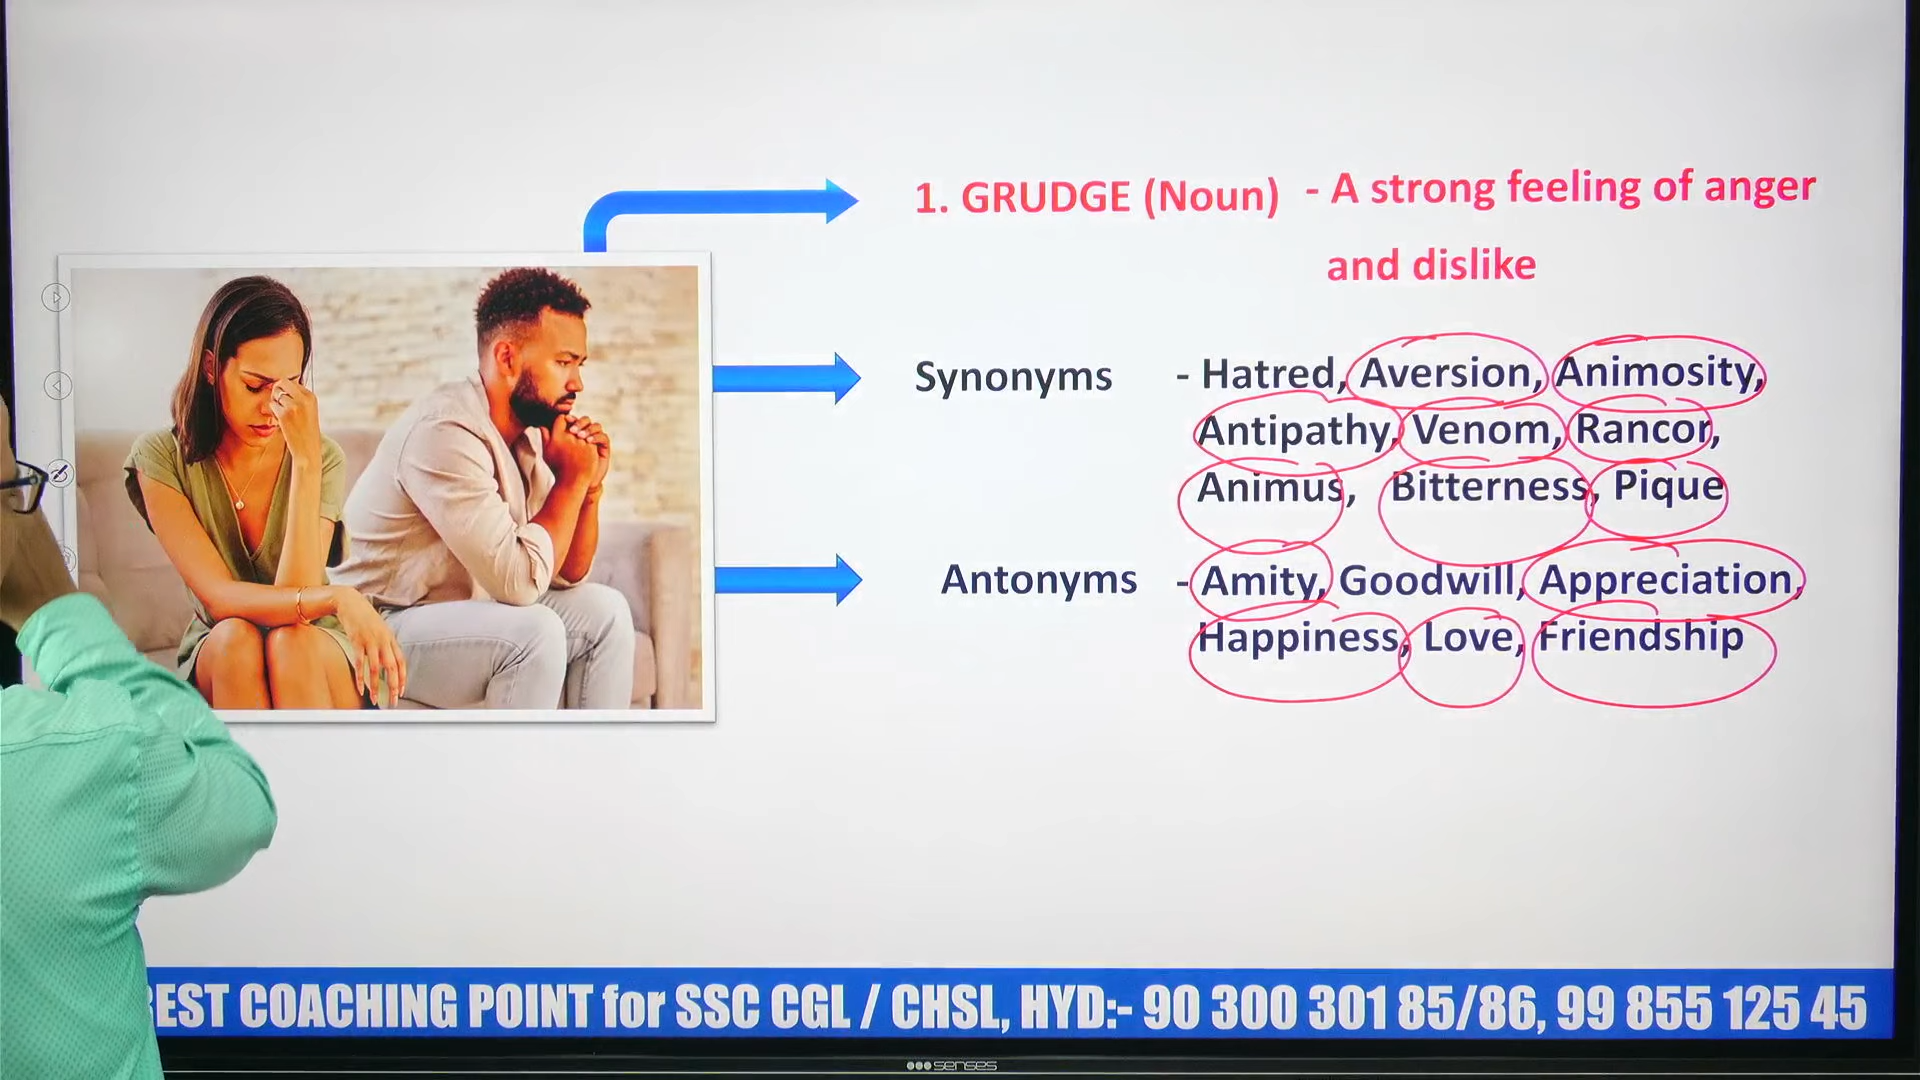 1. GRUDGE (Noun) - A strong feeling of anger
and dislike
Synonyms - Hatred, Aversion, Animosity,
Antipathy, Venom, Rancor,
Animus, Bitterness, Pique
Antonyms - Amity, Goodwill, Appreciation,
Happiness, Love, Friendship
EST COACHING POINT for SSC CGL / CHSL, HYD:- 90 300 301 85/86, 99 855 125 45
senses